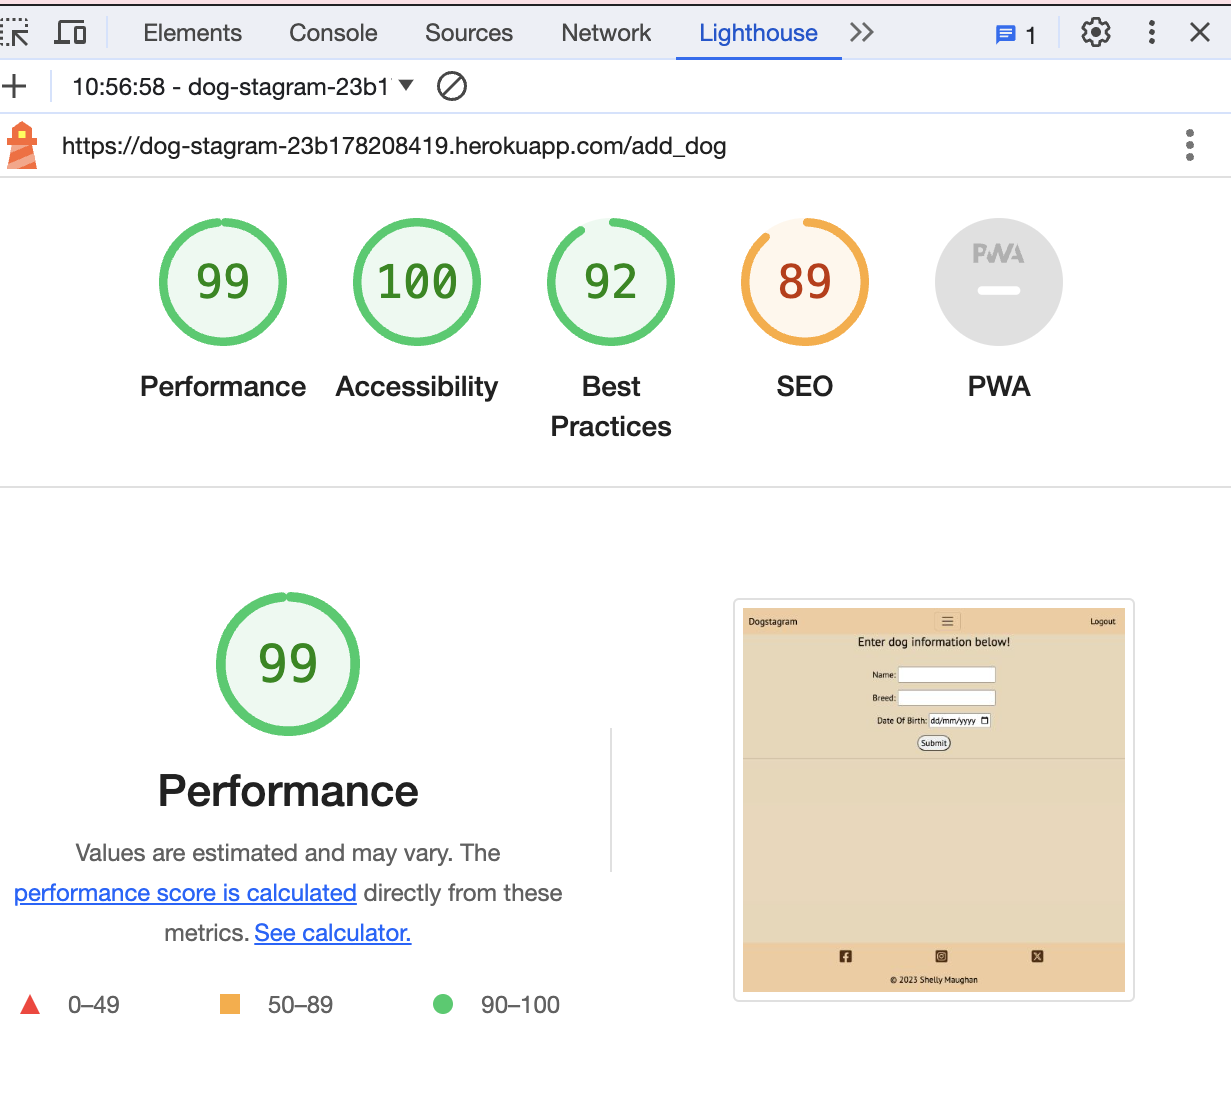 Elements Console Sources Network Lighthouse 1
10:56:58 - dog-stagram-23b1
https://dog-stagram-23b178208419.herokuapp.com/add_dog
99 100 92 89 PWA
Performance Accessibility Best Practices SEO PWA
99
Performance
Values are estimated and may vary. The
performance score is calculated directly from these
metrics. See calculator.
0–49 50–89 90–100
Dogstagram Logout
Enter dog information below!
Name:
Breed:
Date Of Birth: dd/mm/yyyy
Submit
© 2023 Shelly Maughan